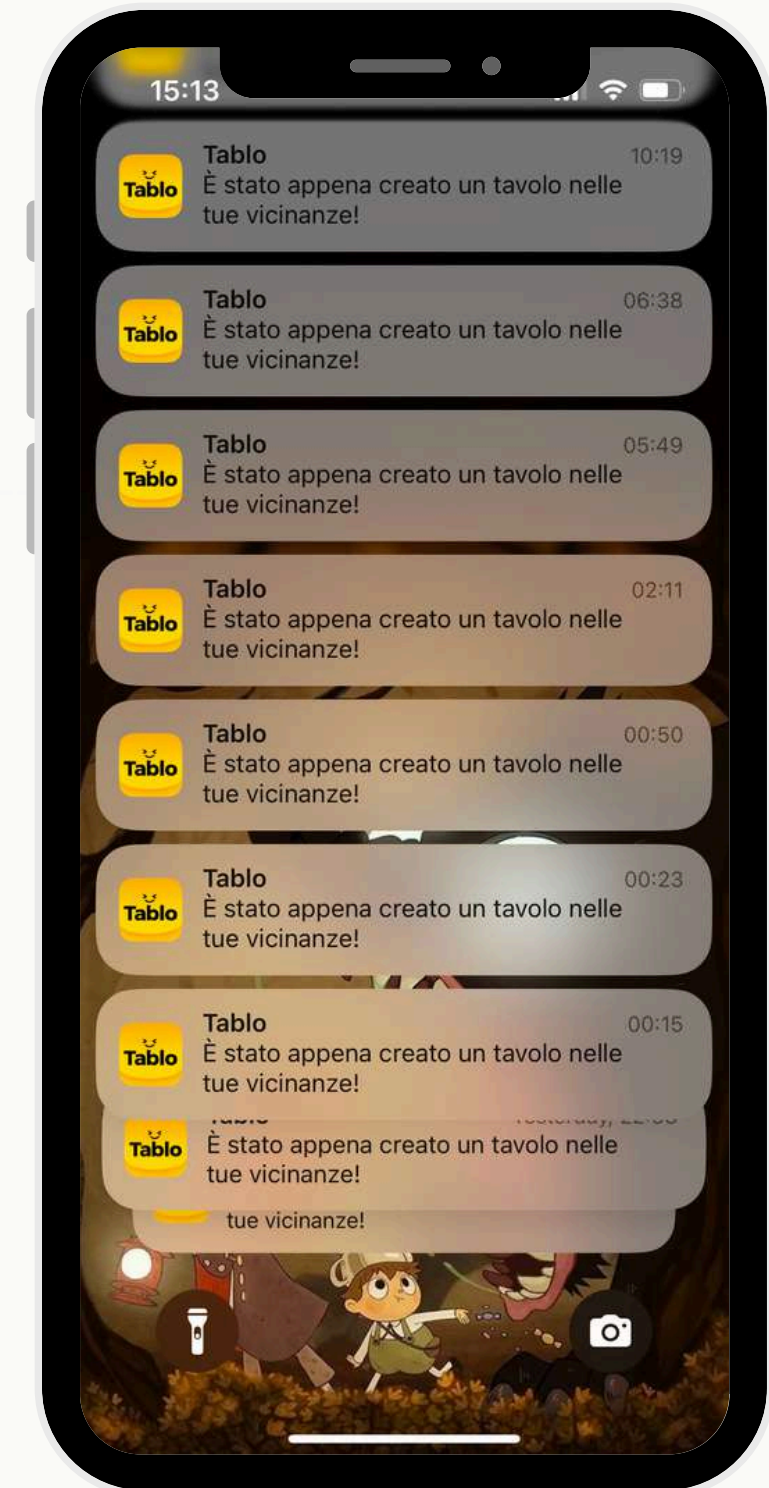 15:13
Tablo 10:19
Tablo
È stato appena creato un tavolo nelle
tue vicinanze!
Tablo 06:38
Tablo
È stato appena creato un tavolo nelle
tue vicinanze!
Tablo 05:49
Tablo
È stato appena creato un tavolo nelle
tue vicinanze!
Tablo 02:11
Tablo
È stato appena creato un tavolo nelle
tue vicinanze!
Tablo 00:50
Tablo
È stato appena creato un tavolo nelle
tue vicinanze!
Tablo 00:23
Tablo
È stato appena creato un tavolo nelle
tue vicinanze!
Tablo 00:15
Tablo
È stato appena creato un tavolo nelle
tue vicinanze!
Tablo
È stato appena creato un tavolo nelle
tue vicinanze!
tue vicinanze!